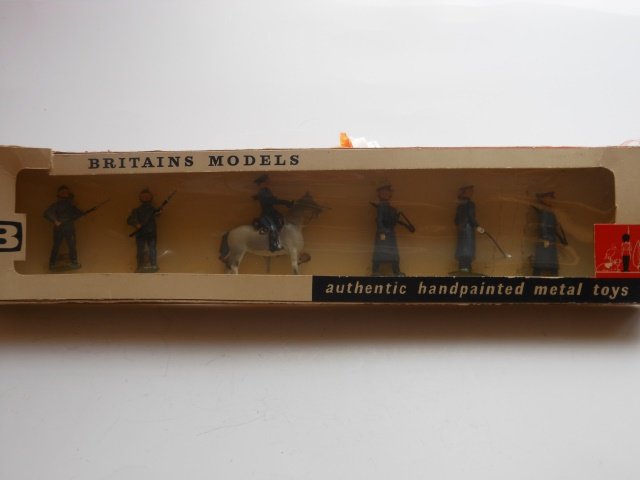 BRITAINS MODELS
B
authentic handpainted metal toys